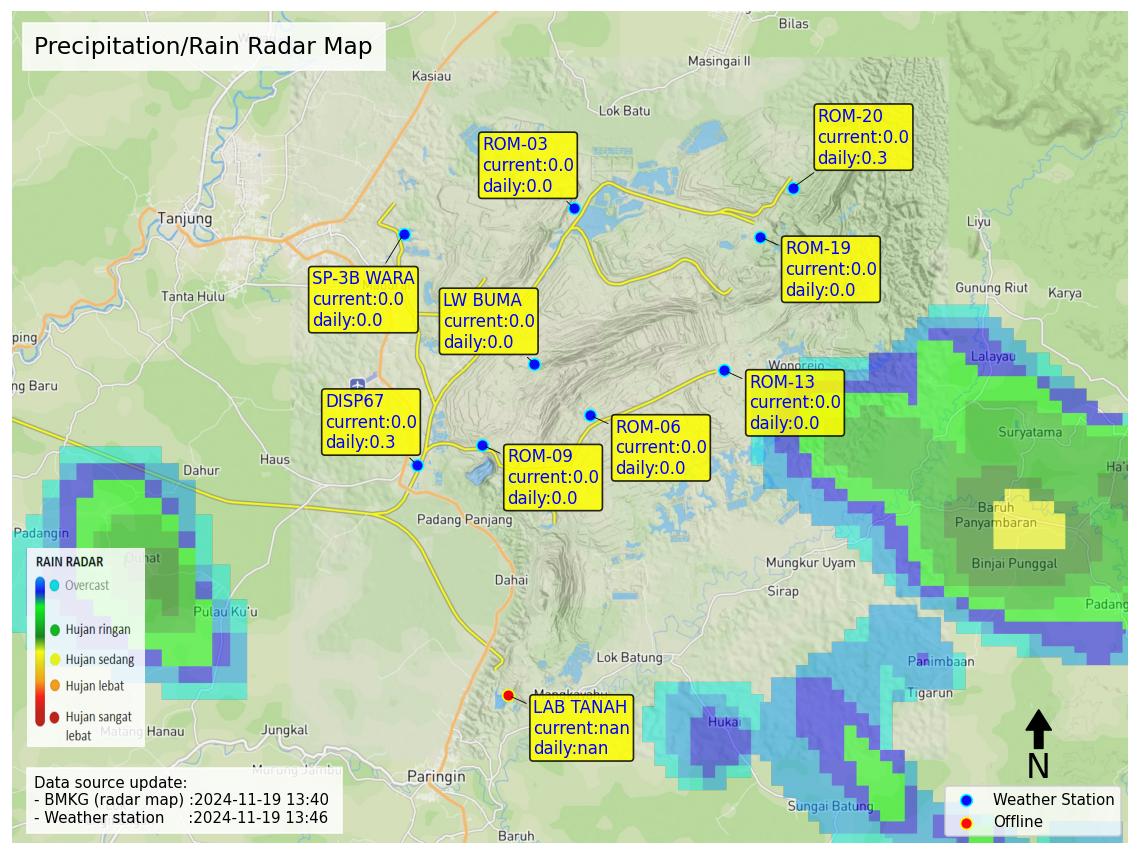 Precipitation/Rain Radar Map
Bilas
Masingai II
Kasiau
Lok Batu
ROM-20
current:0.0
daily:0.3
ROM-03
current:0.0
daily:0.0
Tanjung
Liyu
ROM-19
current:0.0
daily:0.0
SP-3B WARA
current:0.0
daily:0.0
Tanta Hulu
LW BUMA
current:0.0
daily:0.0
Gunung Riut
Karya
ping
Lalayau
Wonorejo
ng Baru
ROM-13
current:0.0
daily:0.0
DISP67
current:0.0
daily:0.3
ROM-06
current:0.0
daily:0.0
Suryatama
ROM-09
current:0.0
daily:0.0
Haus
Dahur
Ha'u
Baruh
Panyambaran
Padang Panjang
Padangin
Mungkur Uyam
Binjai Punggal
RAIN RADAR
Overcast
Hujan ringan
Hujan sedang
Hujan lebat
Hujan sangat
lebat
Dahai
Sirap
Padang
Pulau Ku'u
Lok Batung
Panimbaan
Tigarun
Mangkayahu
LAB TANAH
current:nan
daily:nan
Hukai
Matang Hanau
Jungkal
Murung Jambu
Paringin
N
Data source update:
- BMKG (radar map) :2024-11-19 13:40
- Weather station :2024-11-19 13:46
Sungai Batung
Weather Station
Offline
Baruh